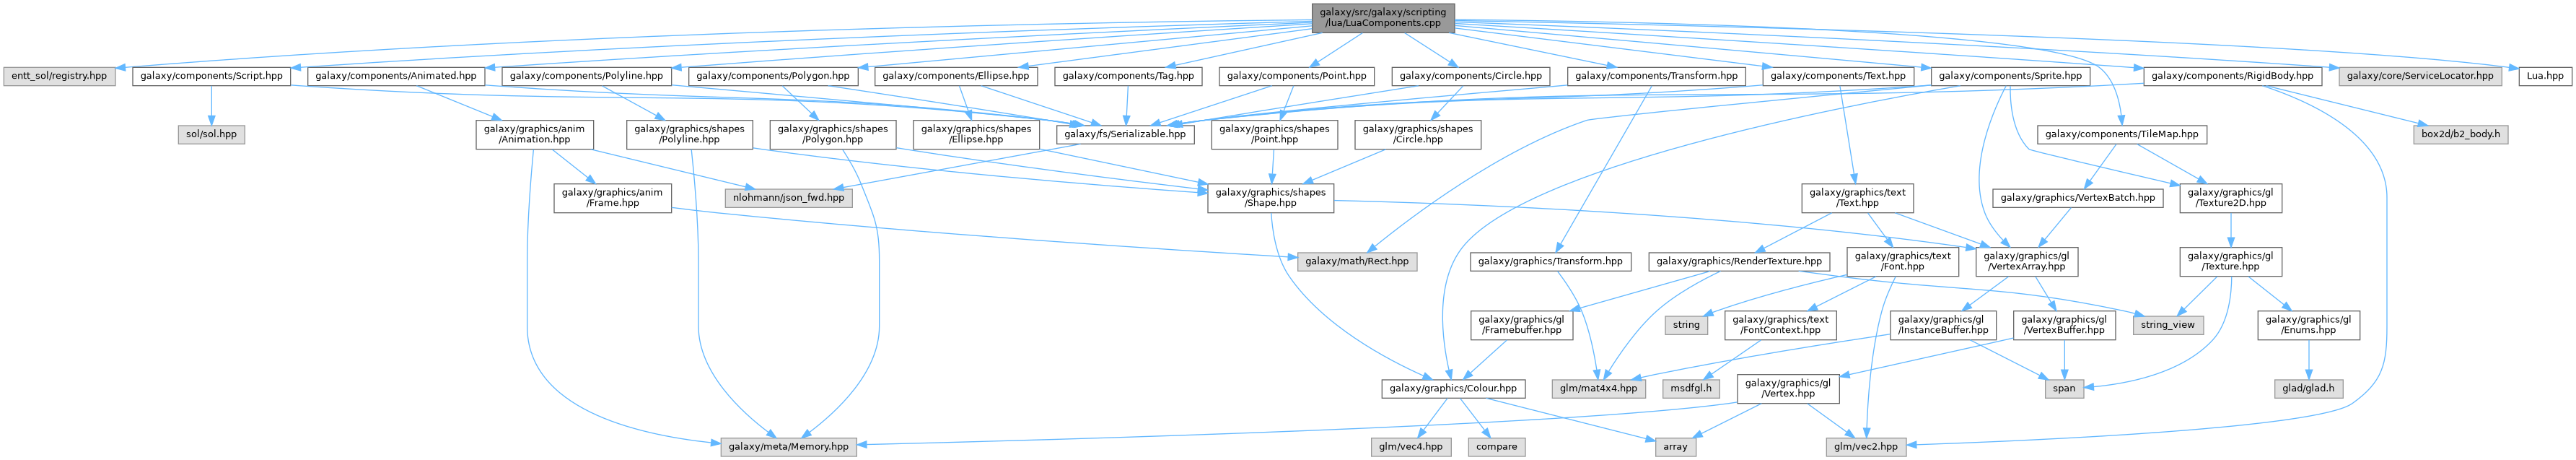 galaxy/src/galaxy/scripting
/lua/LuaComponents.cpp
entt_sol/registry.hpp
galaxy/components/Script.hpp
galaxy/components/Animated.hpp
galaxy/components/Polyline.hpp
galaxy/components/Polygon.hpp
galaxy/components/Ellipse.hpp
galaxy/components/Tag.hpp
galaxy/components/Point.hpp
galaxy/components/Circle.hpp
galaxy/components/Transform.hpp
galaxy/components/Text.hpp
galaxy/components/Sprite.hpp
galaxy/components/RigidBody.hpp
galaxy/core/ServiceLocator.hpp
Lua.hpp
sol/sol.hpp
galaxy/graphics/anim
/Animation.hpp
galaxy/graphics/shapes
/Polyline.hpp
galaxy/graphics/shapes
/Polygon.hpp
galaxy/graphics/shapes
/Ellipse.hpp
galaxy/fs/Serializable.hpp
galaxy/graphics/shapes
/Point.hpp
galaxy/graphics/shapes
/Circle.hpp
galaxy/components/TileMap.hpp
box2d/b2_body.h
galaxy/graphics/anim
/Frame.hpp
nlohmann/json_fwd.hpp
galaxy/graphics/shapes
/Shape.hpp
galaxy/graphics/text
/Text.hpp
galaxy/graphics/VertexBatch.hpp
galaxy/graphics/gl
/Texture2D.hpp
galaxy/math/Rect.hpp
galaxy/graphics/Transform.hpp
galaxy/graphics/RenderTexture.hpp
galaxy/graphics/text
/Font.hpp
galaxy/graphics/gl
/VertexArray.hpp
galaxy/graphics/gl
/Texture.hpp
galaxy/graphics/gl
/Framebuffer.hpp
string
galaxy/graphics/text
/FontContext.hpp
galaxy/graphics/gl
/InstanceBuffer.hpp
galaxy/graphics/gl
/VertexBuffer.hpp
string_view
galaxy/graphics/gl
/Enums.hpp
galaxy/graphics/Colour.hpp
glm/mat4x4.hpp
msdfgl.h
galaxy/graphics/gl
/Vertex.hpp
span
glad/glad.h
galaxy/meta/Memory.hpp
glm/vec4.hpp
compare
array
glm/vec2.hpp